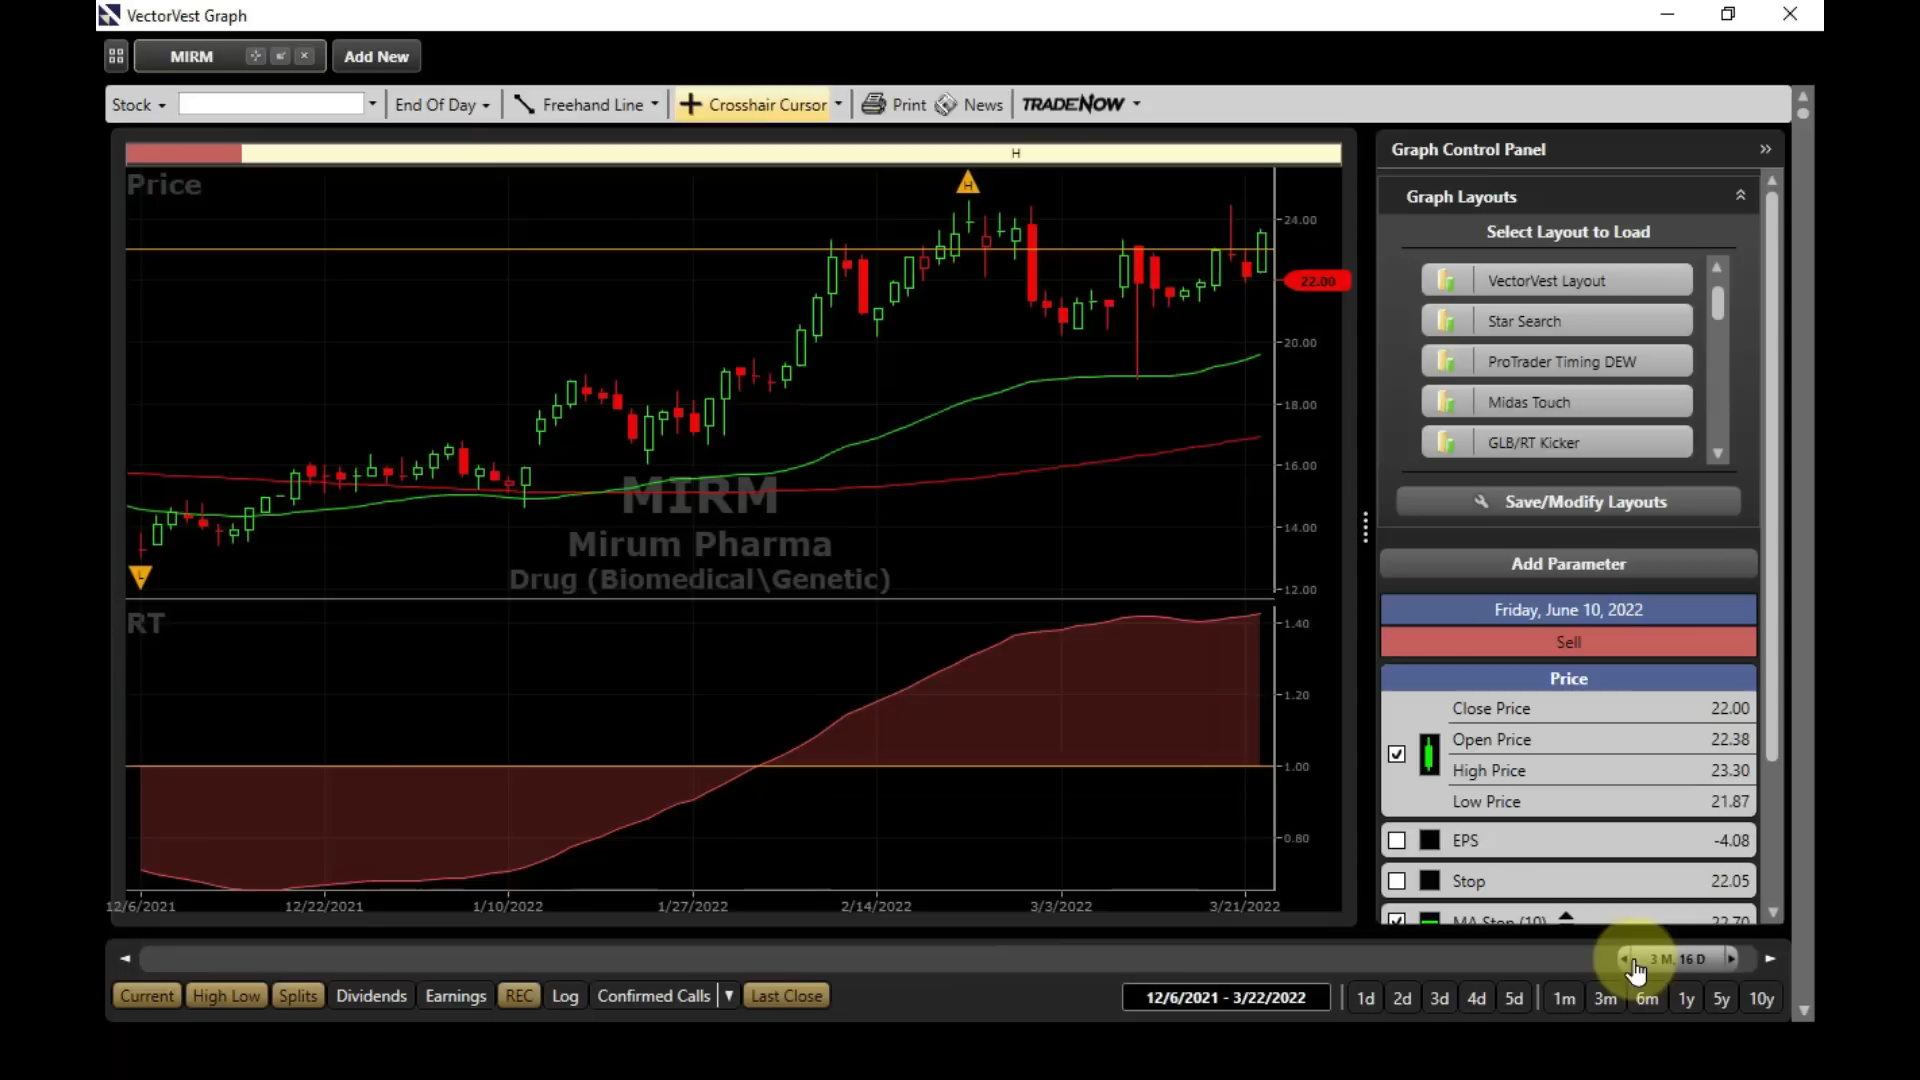 VectorVest Graph
MIRM
Add New
Stock
End Of Day
Freehand Line
Crosshair Cursor
Print
News
TRADENOW
H
Price
H
24.00
22.00
20.00
18.00
16.00
14.00
12.00
L
MIRM
Mirum Pharma
Drug (Biomedical\Genetic)
RT
1.40
1.20
1.00
0.80
12/6/2021
12/22/2021
1/10/2022
1/27/2022
2/14/2022
3/3/2022
3/21/2022
Graph Control Panel
Graph Layouts
Select Layout to Load
VectorVest Layout
Star Search
ProTrader Timing DEW
Midas Touch
GLB/RT Kicker
Save/Modify Layouts
Add Parameter
Friday, June 10, 2022
Sell
Price
Close Price 22.00
Open Price 22.38
High Price 23.30
Low Price 21.87
EPS -4.08
Stop 22.05
MA Stop (10) 22.70
3 M, 16 D
Current
High Low
Splits
Dividends
Earnings
REC
Log
Confirmed Calls
Last Close
12/6/2021 - 3/22/2022
1d 2d 3d 4d 5d 1m 3m 6m 1y 5y 10y